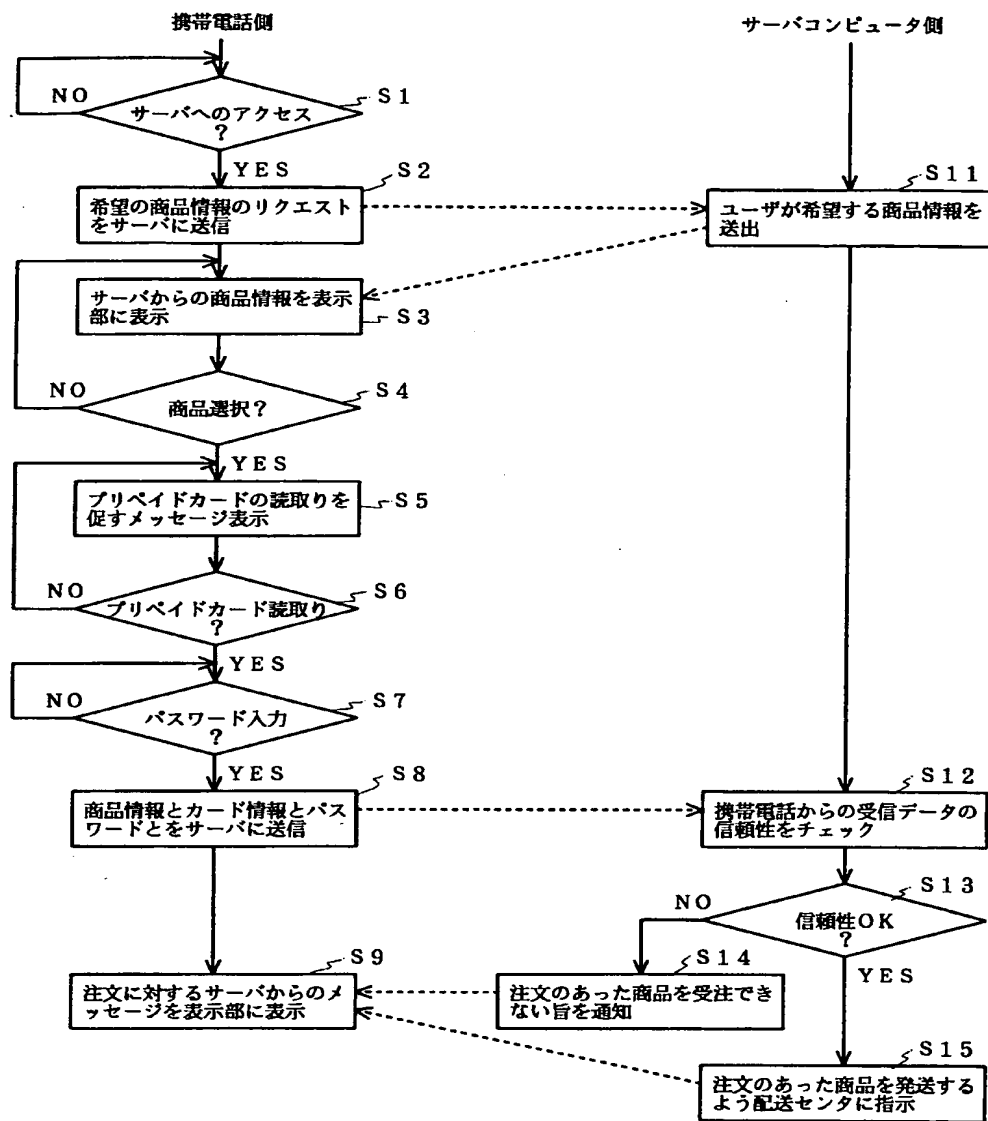 携帯電話側
サーバコンピュータ側
NO
サーバへのアクセス
?
S1
YES
S2
希望の商品情報のリクエスト
をサーバに送信
S11
ユーザが希望する商品情報を
送出
サーバからの商品情報を表示
部に表示
S3
NO
商品選択?
S4
YES
プリペイドカードの読取りを
促すメッセージ表示
S5
NO
プリペイドカード読取り
?
S6
YES
NO
パスワード入力
?
S7
YES
S8
商品情報とカード情報とパス
ワードとをサーバに送信
S12
携帯電話からの受信データの
信頼性をチェック
S13
NO
信頼性OK
?
YES
S9
注文に対するサーバからのメ
ッセージを表示部に表示
S14
注文のあった商品を受注でき
ない旨を通知
S15
注文のあった商品を発送する
よう配送センタに指示